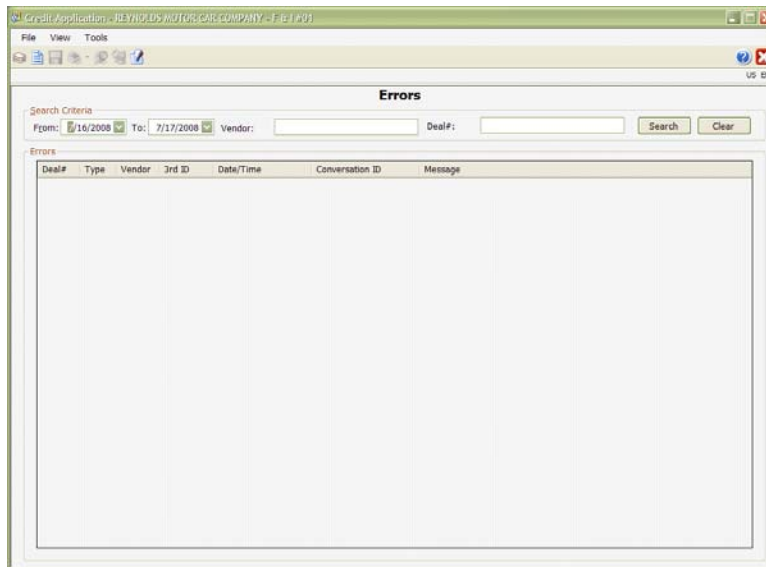 Credit Application - REYNOLDS MOTOR CAR COMPANY - F & I #01
File View Tools
US
Errors
Search Criteria
From: 7/16/2008 To: 7/17/2008 Vendor: Deal#: Search Clear
Errors
Deal# Type Vendor 3rd ID Date/Time Conversation ID Message